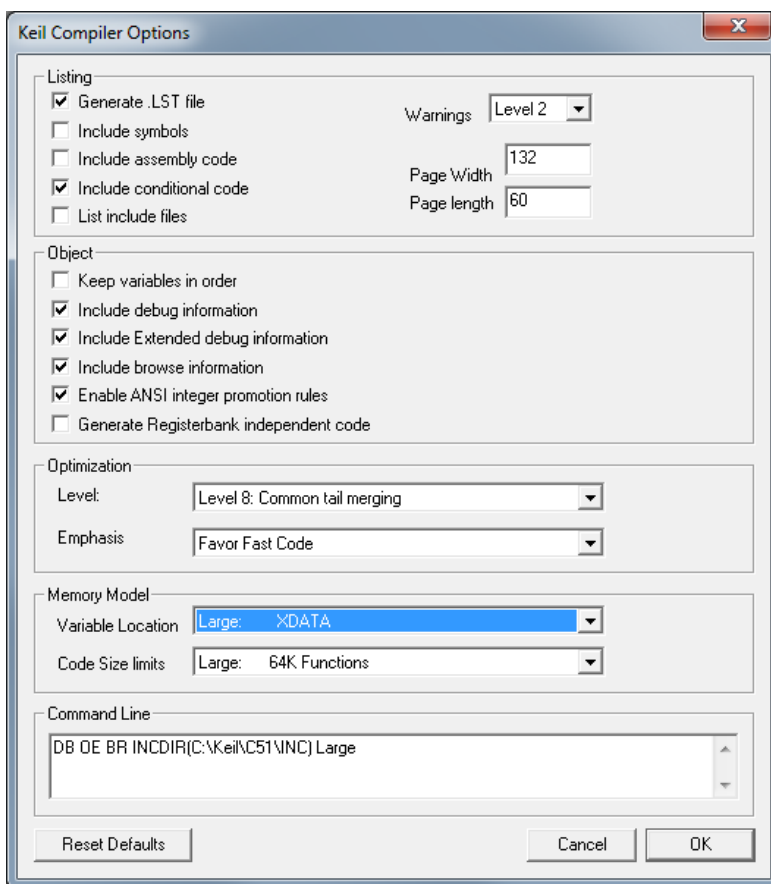 Keil Compiler Options
Listing
Generate .LST file
Include symbols
Include assembly code
Include conditional code
List include files
Warnings Level 2
Page Width 132
Page length 60
Object
Keep variables in order
Include debug information
Include Extended debug information
Include browse information
Enable ANSI integer promotion rules
Generate Registerbank independent code
Optimization
Level: Level 8: Common tail merging
Emphasis Favor Fast Code
Memory Model
Variable Location Large: XDATA
Code Size limits Large: 64K Functions
Command Line
DB OE BR INCDIR(C:\Keil\C51\INC) Large
Reset Defaults Cancel OK